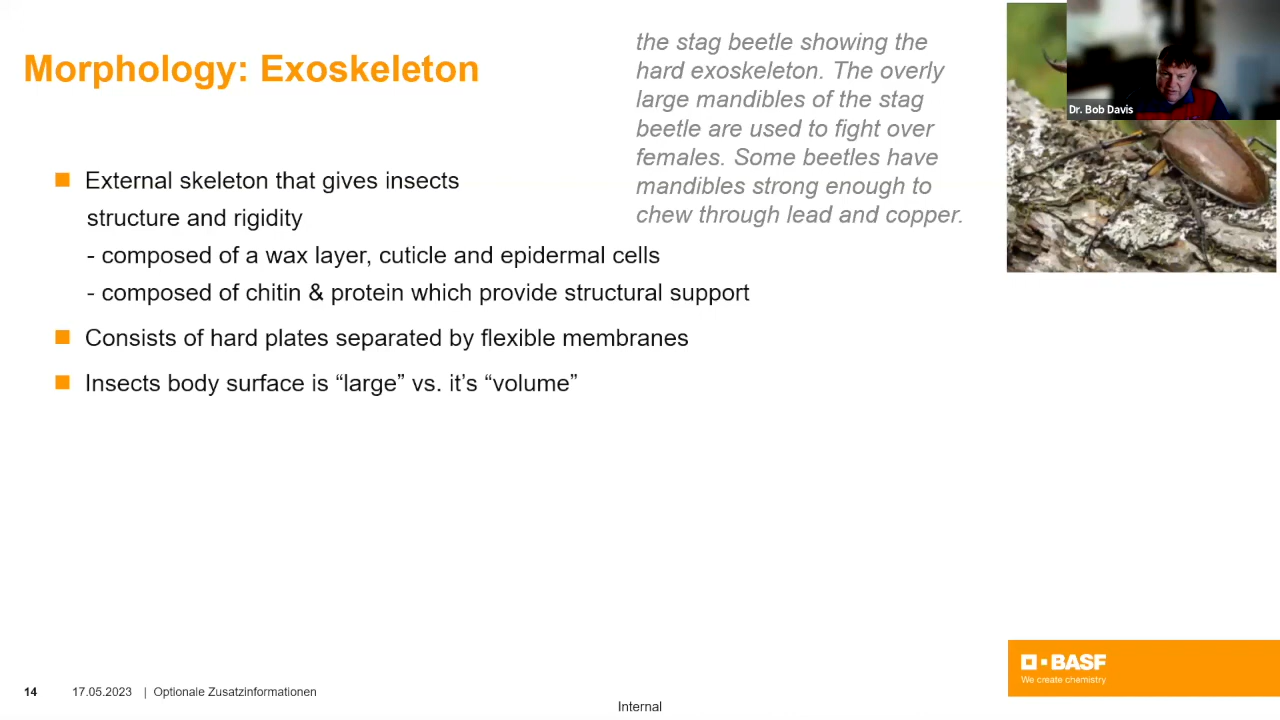 Morphology: Exoskeleton
the stag beetle showing the
hard exoskeleton. The overly
large mandibles of the stag
beetle are used to fight over
females. Some beetles have
mandibles strong enough to
chew through lead and copper.
Dr. Bob Davis
■ External skeleton that gives insects
structure and rigidity
- composed of a wax layer, cuticle and epidermal cells
- composed of chitin & protein which provide structural support
■ Consists of hard plates separated by flexible membranes
■ Insects body surface is “large” vs. it’s “volume”
BASF
We create chemistry
14 17.05.2023 | Optionale Zusatzinformationen
Internal